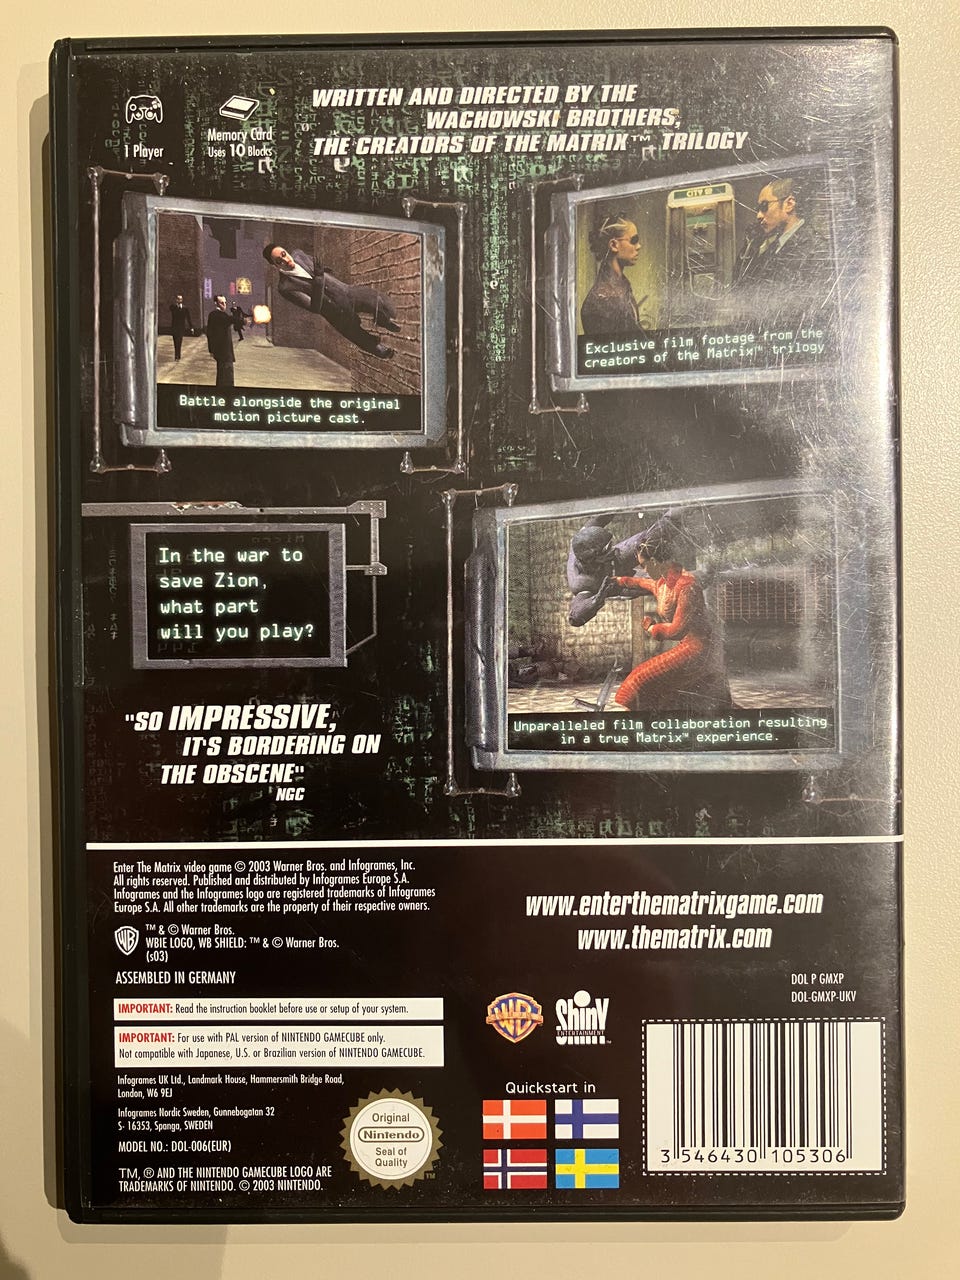 WRITTEN AND DIRECTED BY THE
WACHOWSKI BROTHERS,
THE CREATORS OF THE MATRIX™ TRILOGY
1 Player
Memory Card
Uses 10 Blocks
CITY
Battle alongside the original
motion picture cast.
Exclusive film footage from the
creators of the Matrix™ trilogy
In the war to
save Zion,
what part
will you play?
Unparalleled film collaboration resulting
in a true Matrix™ experience.
"SO IMPRESSIVE,
IT'S BORDERING ON
THE OBSCENE"
NGC
Enter The Matrix video game © 2003 Warner Bros. and Infogrames, Inc.
All rights reserved. Published and distributed by Infogrames Europe S.A.
Infogrames and the Infogrames logo are registered trademarks of Infogrames
Europe S.A. All other trademarks are the property of their respective owners.
WB
™ & © Warner Bros.
WBIE LOGO, WB SHIELD: ™ & © Warner Bros.
(s03)
ASSEMBLED IN GERMANY
www.enterthematrixgame.com
www.thematrix.com
DOL P GMXP
DOL-GMXP-UKV
IMPORTANT: Read the instruction booklet before use or setup of your system.
IMPORTANT: For use with PAL version of NINTENDO GAMECUBE only.
Not compatible with Japanese, U.S. or Brazilian version of NINTENDO GAMECUBE.
WB
Shiny
ENTERTAINMENT™
Infogrames UK Ltd., Landmark House, Hammersmith Bridge Road,
London, W6 9EJ
Infogrames Nordic Sweden, Gunnebogatan 32
S- 16353, Spanga, SWEDEN
MODEL NO.: DOL-006(EUR)
TM, ® AND THE NINTENDO GAMECUBE LOGO ARE
TRADEMARKS OF NINTENDO. © 2003 NINTENDO.
Original
Nintendo
Seal of
Quality
TM
Quickstart in
3 546430 105306